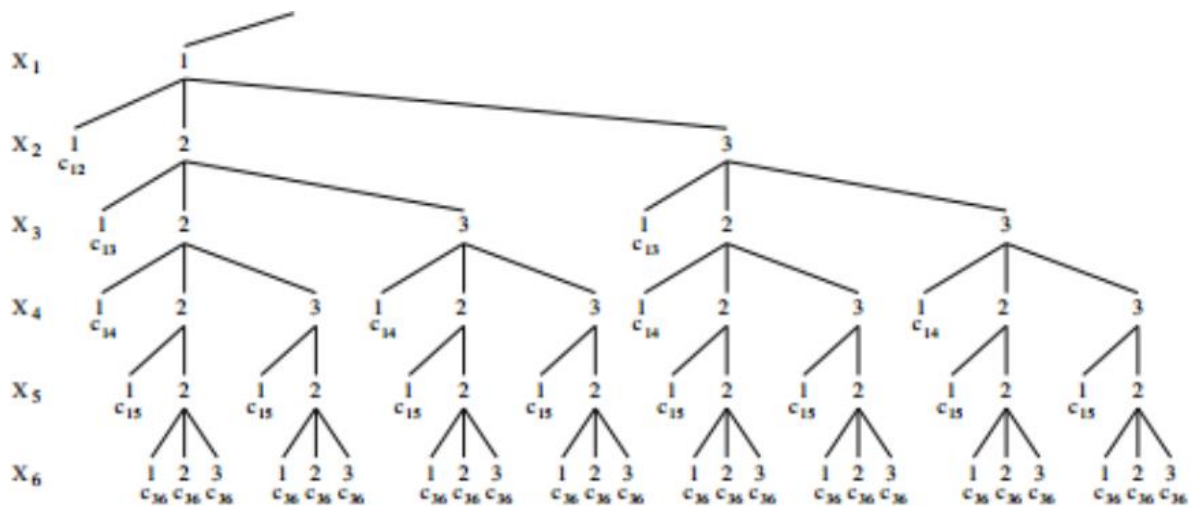 X1 1
X2 1 2 3
c12
X3 1 2 3 1 2 3
c13 c13
X4 1 2 3 1 2 3 1 2 3 1 2 3
c14 c14 c14 c14
X5 1 2 1 2 1 2 1 2 1 2 1 2 1 2 1 2
c15 c15 c15 c15 c15 c15 c15 c15
X6 1 2 3 1 2 3 1 2 3 1 2 3 1 2 3 1 2 3 1 2 3 1 2 3
c36 c36 c36 c36 c36 c36 c36 c36 c36 c36 c36 c36 c36 c36 c36 c36 c36 c36 c36 c36 c36 c36 c36 c36